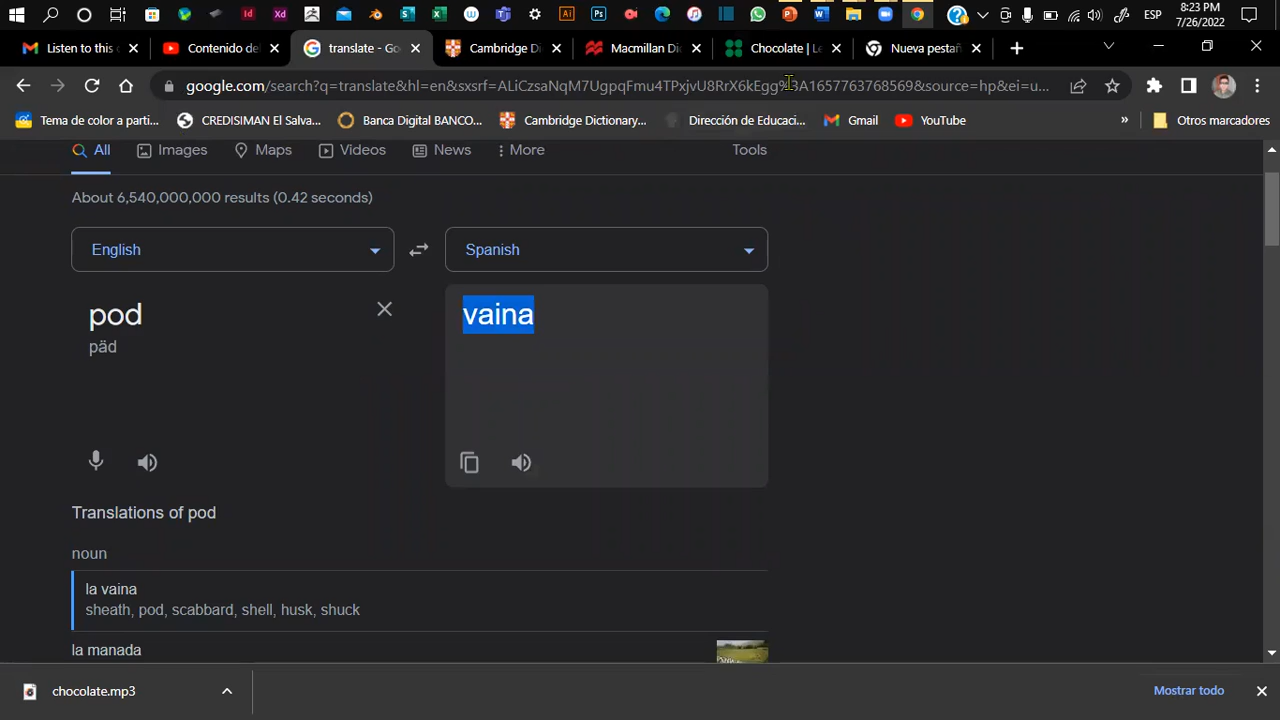 8:23 PM
ESP
7/26/2022
Listen to this c
Contenido del
translate - Go
Cambridge Di
Macmillan Dic
Chocolate | Le
Nueva pestañ
google.com/search?q=translate&hl=en&sxsrf=ALiCzsaNqM7UgpqFmu4TPxjvU8RrX6kEgg%3A1657763768569&source=hp&ei=u...
Tema de color a parti...
CREDISIMAN El Salva...
Banca Digital BANCO...
Cambridge Dictionary...
Dirección de Educaci...
Gmail
YouTube
»
Otros marcadores
All
Images
Maps
Videos
News
More
Tools
About 6,540,000,000 results (0.42 seconds)
English
Spanish
pod
vaina
päd
Translations of pod
noun
la vaina
sheath, pod, scabbard, shell, husk, shuck
la manada
chocolate.mp3
Mostrar todo